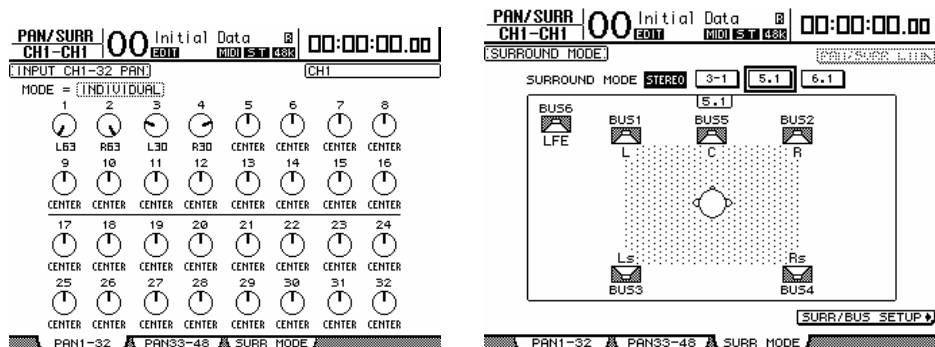 PAN/SURR
CH1-CH1
00 Initial Data R
EDIT MIDI S T 48K
00:00:00.00
INPUT CH1-32 PAN
CH1
MODE = INDIVIDUAL
1 2 3 4 5 6 7 8
L63 R63 L30 R30 CENTER CENTER CENTER CENTER
9 10 11 12 13 14 15 16
CENTER CENTER CENTER CENTER CENTER CENTER CENTER CENTER
17 18 19 20 21 22 23 24
CENTER CENTER CENTER CENTER CENTER CENTER CENTER CENTER
25 26 27 28 29 30 31 32
CENTER CENTER CENTER CENTER CENTER CENTER CENTER CENTER
PAN1-32 PAN33-48 SURR MODE
PAN/SURR
CH1-CH1
00 Initial Data R
EDIT MIDI S T 48K
00:00:00.00
SURROUND MODE
PAN/SURR LINK
SURROUND MODE STEREO 3-1 5.1 6.1
5.1
BUS6
LFE
BUS1 BUS5 BUS2
L C R
Ls Rs
BUS3 BUS4
SURR/BUS SETUP
PAN1-32 PAN33-48 SURR MODE